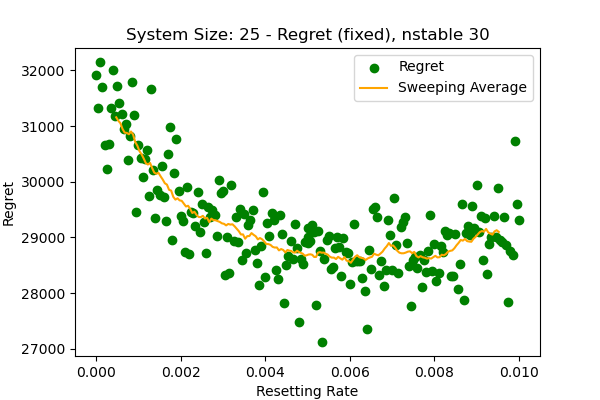 System Size: 25 - Regret (fixed), nstable 30
Regret
Sweeping Average
32000
31000
30000
29000
28000
27000
Regret
0.000
0.002
0.004
0.006
0.008
0.010
Resetting Rate